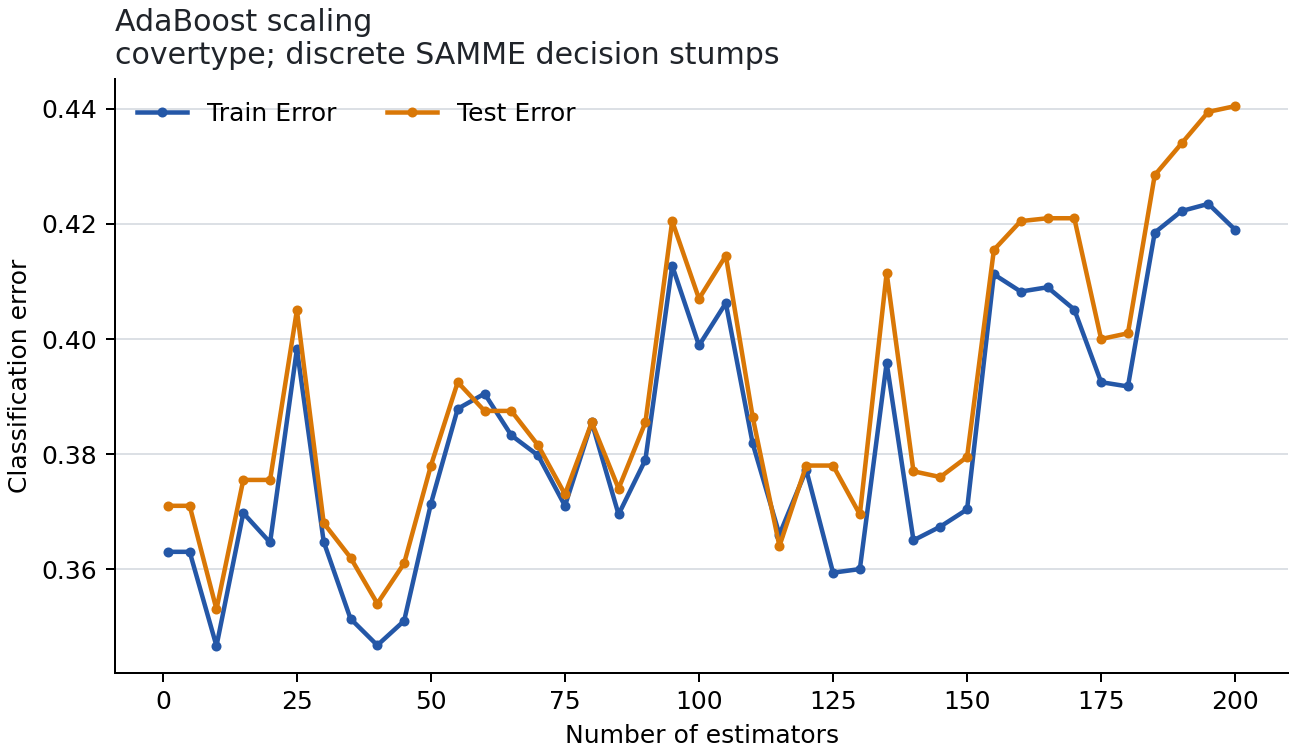 AdaBoost scaling
covertype; discrete SAMME decision stumps
Train Error
Test Error
Classification error
0.44
0.42
0.40
0.38
0.36
0
25
50
75
100
125
150
175
200
Number of estimators